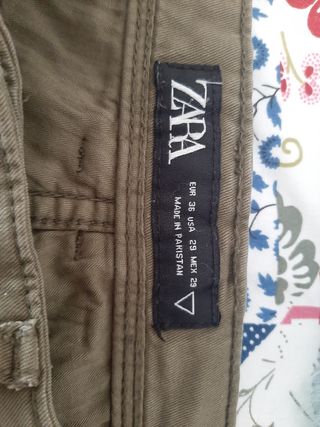 ZARA
EUR 36 USA 29 MEX 29
MADE IN PAKISTAN